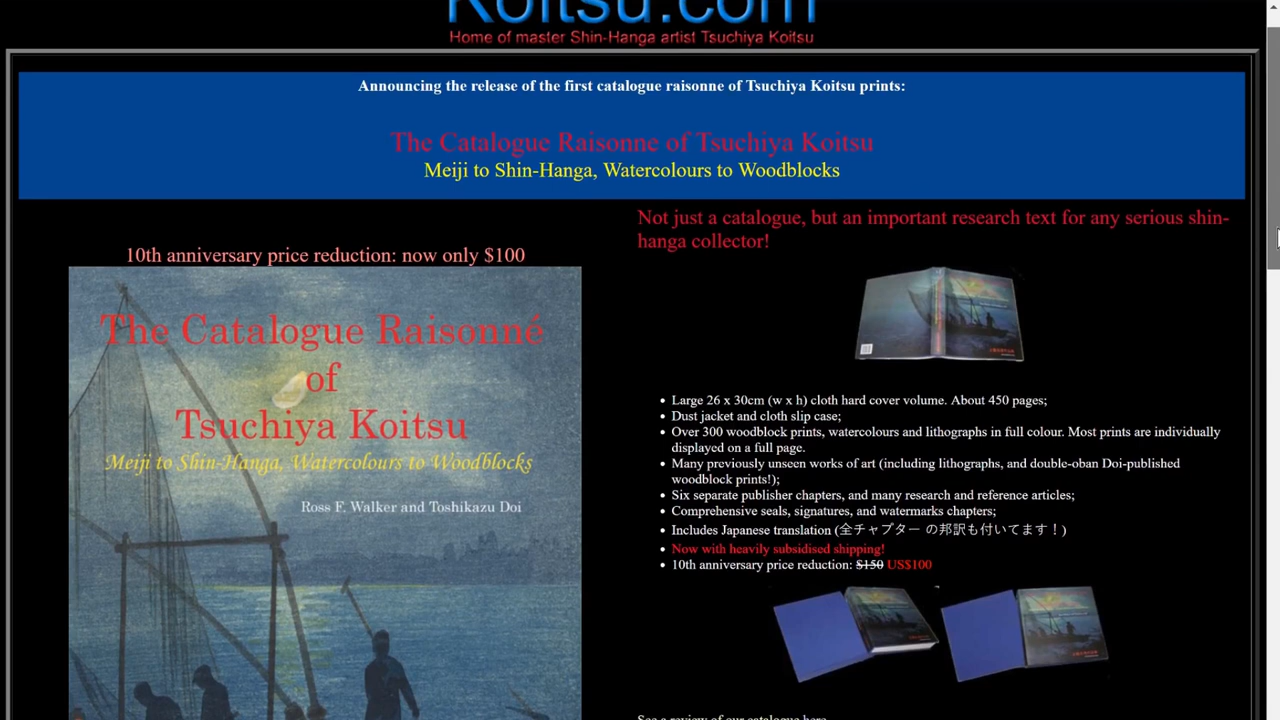 Koitsu.com
Home of master Shin-Hanga artist Tsuchiya Koitsu
Announcing the release of the first catalogue raisonne of Tsuchiya Koitsu prints:
The Catalogue Raisonne of Tsuchiya Koitsu
Meiji to Shin-Hanga, Watercolours to Woodblocks
10th anniversary price reduction: now only $100
The Catalogue Raisonné
of
Tsuchiya Koitsu
Meiji to Shin-Hanga, Watercolours to Woodblocks
Ross F. Walker and Toshikazu Doi
Not just a catalogue, but an important research text for any serious shin-
hanga collector!
Large 26 x 30cm (w x h) cloth hard cover volume. About 450 pages;
Dust jacket and cloth slip case;
Over 300 woodblock prints, watercolours and lithographs in full colour. Most prints are individually
displayed on a full page.
Many previously unseen works of art (including lithographs, and double-oban Doi-published
woodblock prints!);
Six separate publisher chapters, and many research and reference articles;
Comprehensive seals, signatures, and watermarks chapters;
Includes Japanese translation (全チャプター の邦訳も付いてます！)
Now with heavily subsidised shipping!
10th anniversary price reduction: $150 US$100
See a review of our catalogue here